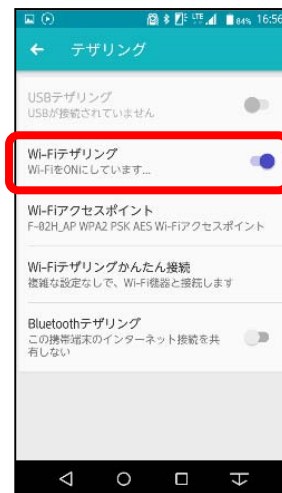 LTE 84% 16:56
テザリング
USBテザリング
USBが接続されていません
Wi-Fiテザリング
Wi-FiをONにしています...
Wi-Fiアクセスポイント
F-02H_AP WPA2 PSK AES Wi-Fiアクセスポイント
Wi-Fiテザリングかんたん接続
複雑な設定なしで、Wi-Fi機器と接続します
Bluetoothテザリング
この携帯端末のインターネット接続を共
有しない